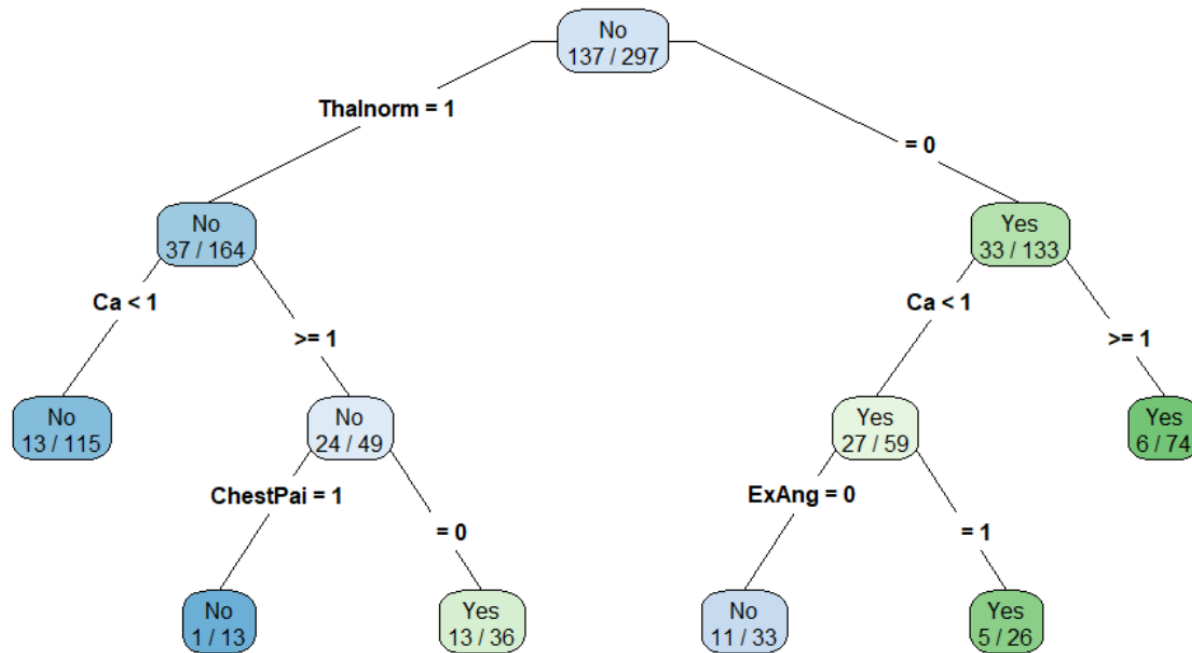 No
137 / 297
Thalnorm = 1
= 0
No
37 / 164
Yes
33 / 133
Ca < 1
>= 1
Ca < 1
>= 1
No
13 / 115
No
24 / 49
Yes
27 / 59
Yes
6 / 74
ChestPai = 1
= 0
ExAng = 0
= 1
No
1 / 13
Yes
13 / 36
No
11 / 33
Yes
5 / 26